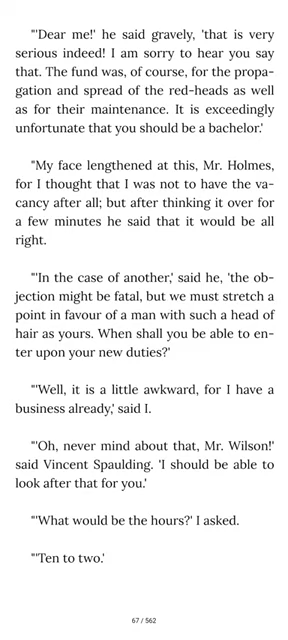 "'Dear me!' he said gravely, 'that is very
serious indeed! I am sorry to hear you say
that. The fund was, of course, for the propa-
gation and spread of the red-heads as well
as for their maintenance. It is exceedingly
unfortunate that you should be a bachelor.'
"My face lengthened at this, Mr. Holmes,
for I thought that I was not to have the va-
cancy after all; but after thinking it over for
a few minutes he said that it would be all
right.
"'In the case of another,' said he, 'the ob-
jection might be fatal, but we must stretch a
point in favour of a man with such a head of
hair as yours. When shall you be able to en-
ter upon your new duties?'
"'Well, it is a little awkward, for I have a
business already,' said I.
"'Oh, never mind about that, Mr. Wilson!'
said Vincent Spaulding. 'I should be able to
look after that for you.'
"'What would be the hours?' I asked.
"'Ten to two.'
67 / 562